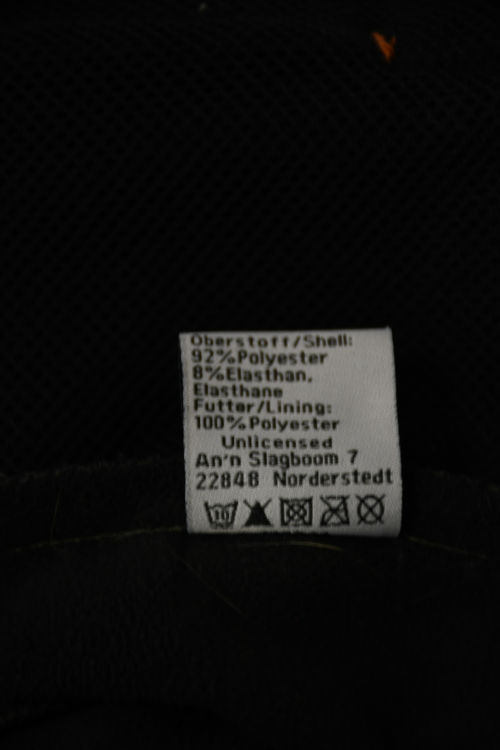 Oberstoff/Shell:
92%Polyester
8%Elasthan,
Elasthane
Futter/Lining:
100%Polyester
Unlicensed
An'n Slagboom 7
22848 Norderstedt